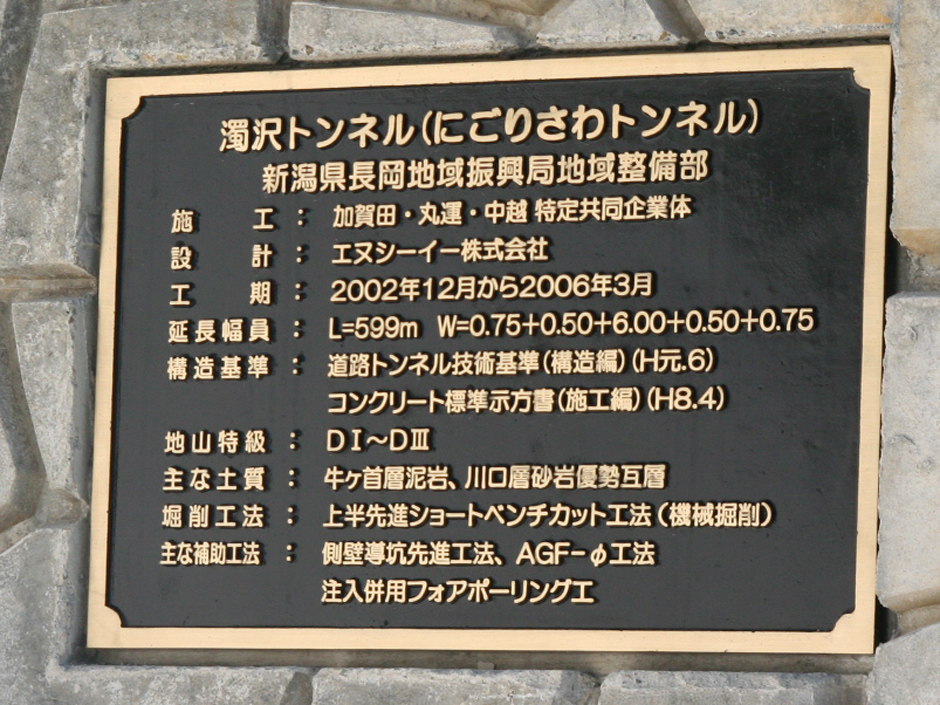 濁沢トンネル(にごりさわトンネル)
新潟県長岡地域振興局地域整備部
施工：加賀田・丸運・中越 特定共同企業体
設計：エヌシーイー株式会社
工期：2002年12月から2006年3月
延長幅員：L=599m W=0.75+0.50+6.00+0.50+0.75
構造基準：道路トンネル技術基準(構造編)(H元.6)
コンクリート標準示方書(施工編)(H8.4)
地山特級：DⅠ～DⅢ
主な土質：牛ヶ首層泥岩、川口層砂岩優勢互層
堀削工法：上半先進ショートベンチカット工法(機械掘削)
主な補助工法：側壁導坑先進工法、AGF-φ工法
注入併用フォアポーリング工